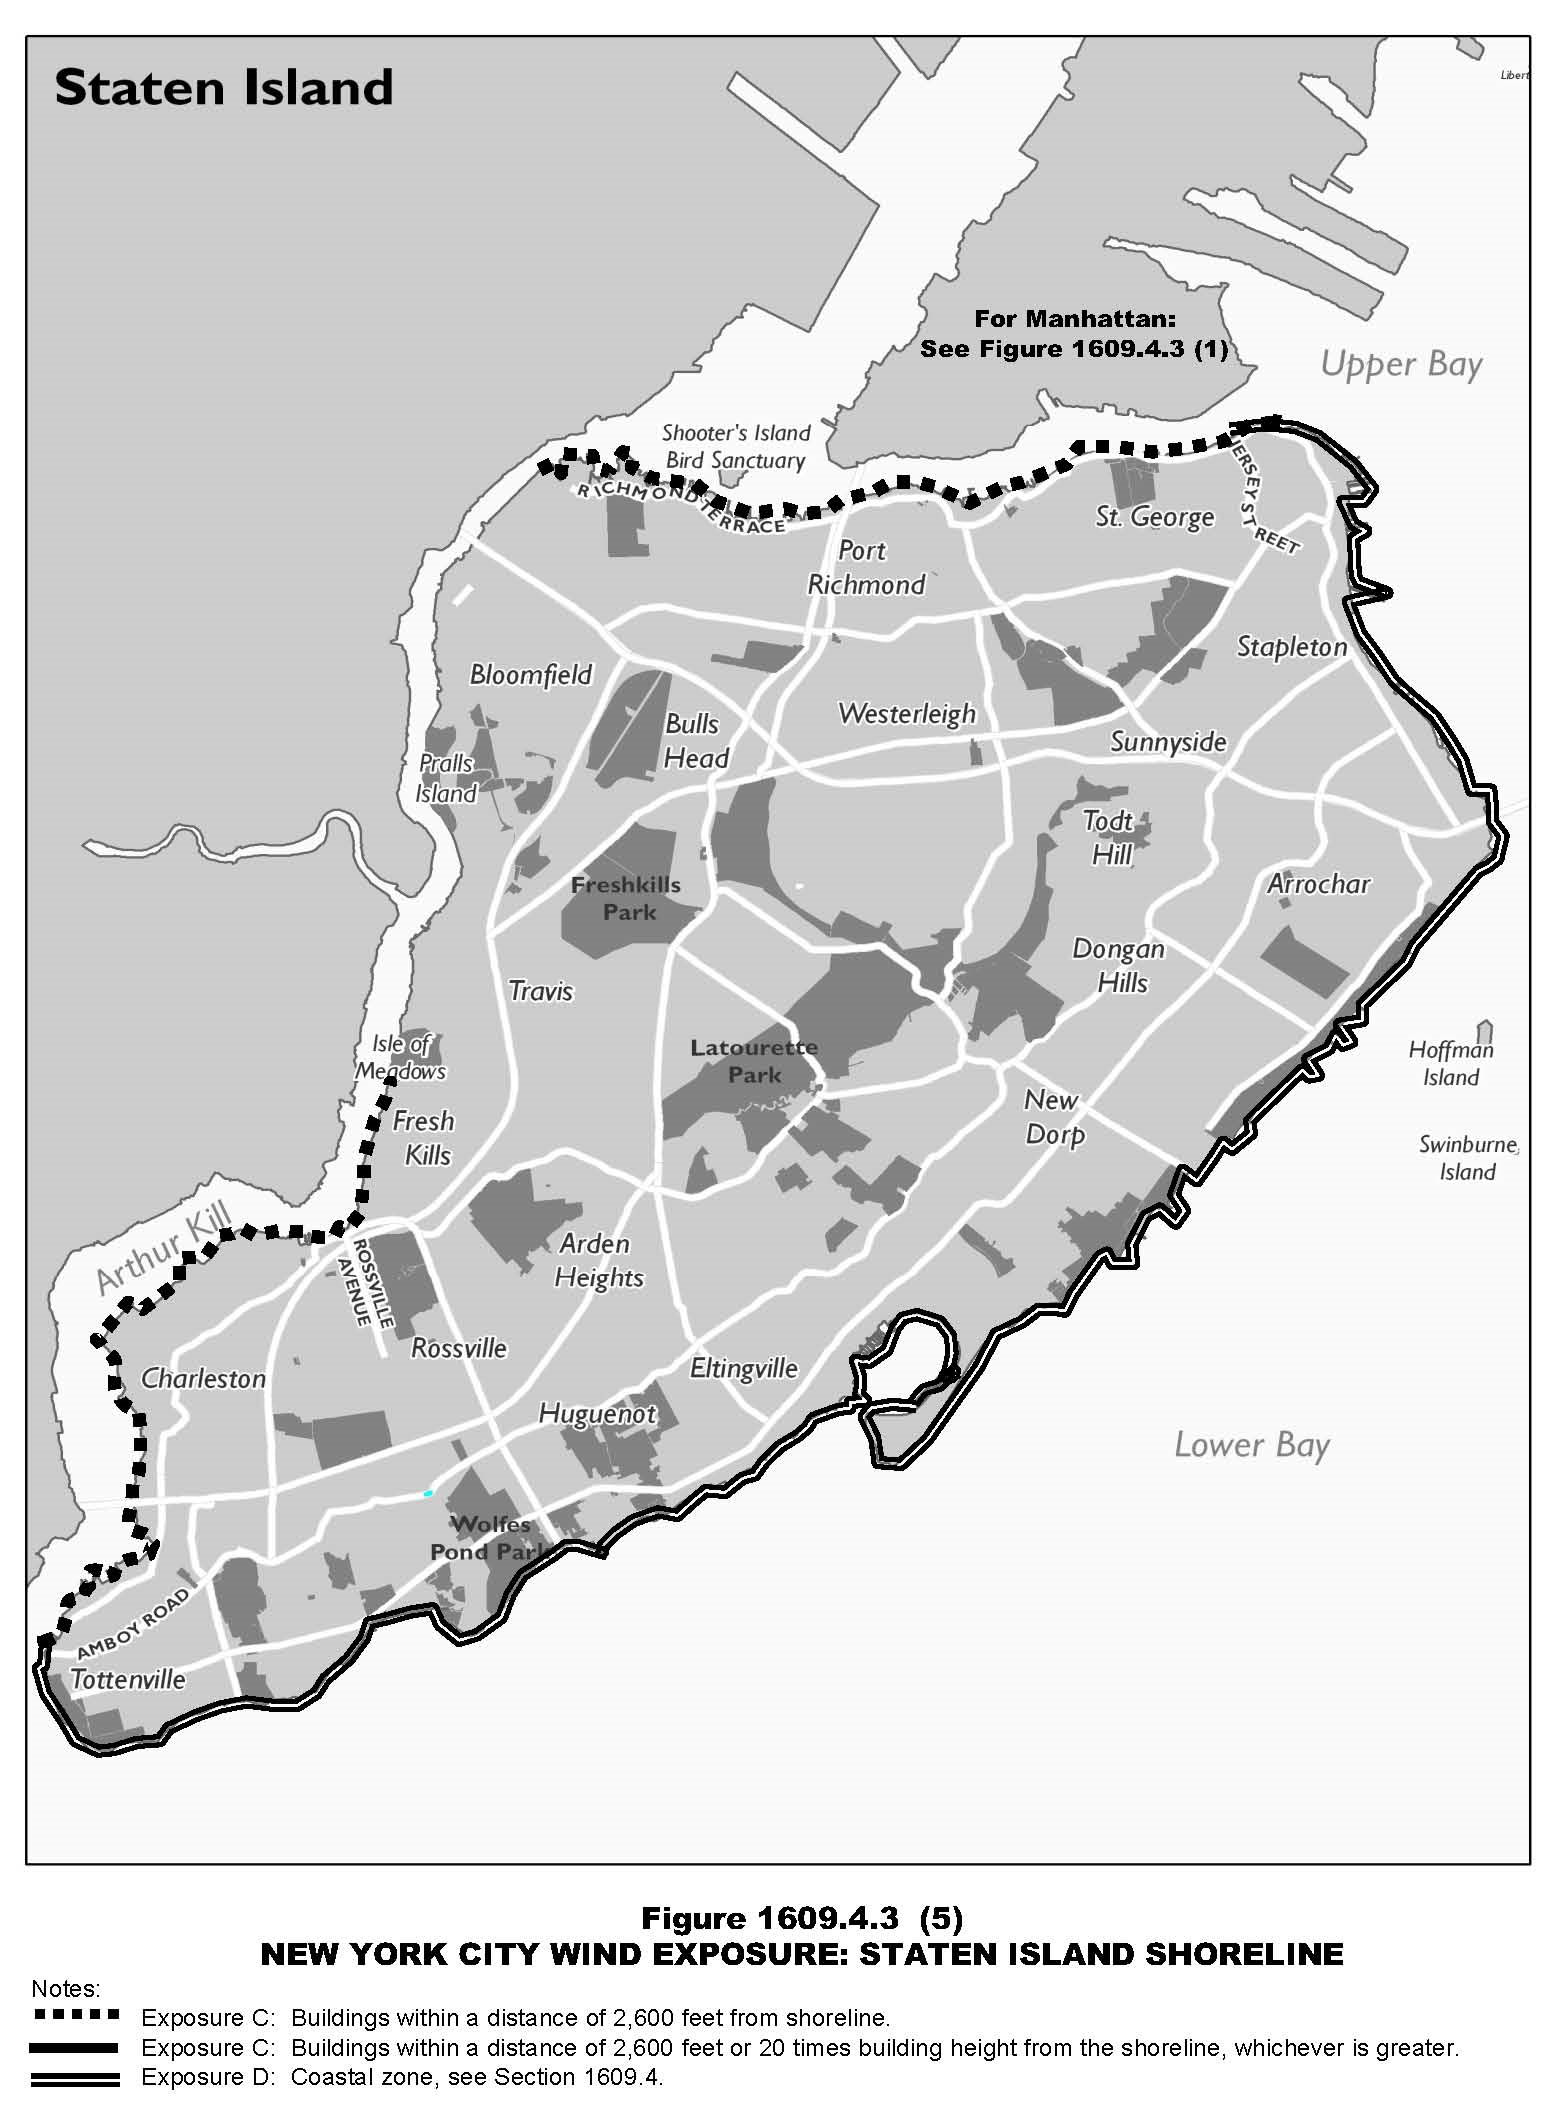 Staten Island
Libert
For Manhattan:
See Figure 1609.4.3 (1)
Upper Bay
Shooter's Island
Bird Sanctuary
RICHMOND TERRACE
JERSEY STREET
St. George
Port
Richmond
Stapleton
Bloomfield
Bulls
Head
Westerleigh
Sunnyside
Pralls
Island
Todt
Hill
Freshkills
Park
Arrochar
Dongan
Hills
Travis
Isle of
Meadows
Latourette
Park
Hoffman
Island
Fresh
Kills
New
Dorp
Swinburne
Island
Arthur Kill
ROSSVILLE
AVENUE
Arden
Heights
Rossville
Charleston
Eltingville
Huguenot
Lower Bay
Wolfes
Pond Park
AMBOY ROAD
Tottenville
Figure 1609.4.3 (5)
NEW YORK CITY WIND EXPOSURE: STATEN ISLAND SHORELINE
Notes:
Exposure C: Buildings within a distance of 2,600 feet from shoreline.
Exposure C: Buildings within a distance of 2,600 feet or 20 times building height from the shoreline, whichever is greater.
Exposure D: Coastal zone, see Section 1609.4.